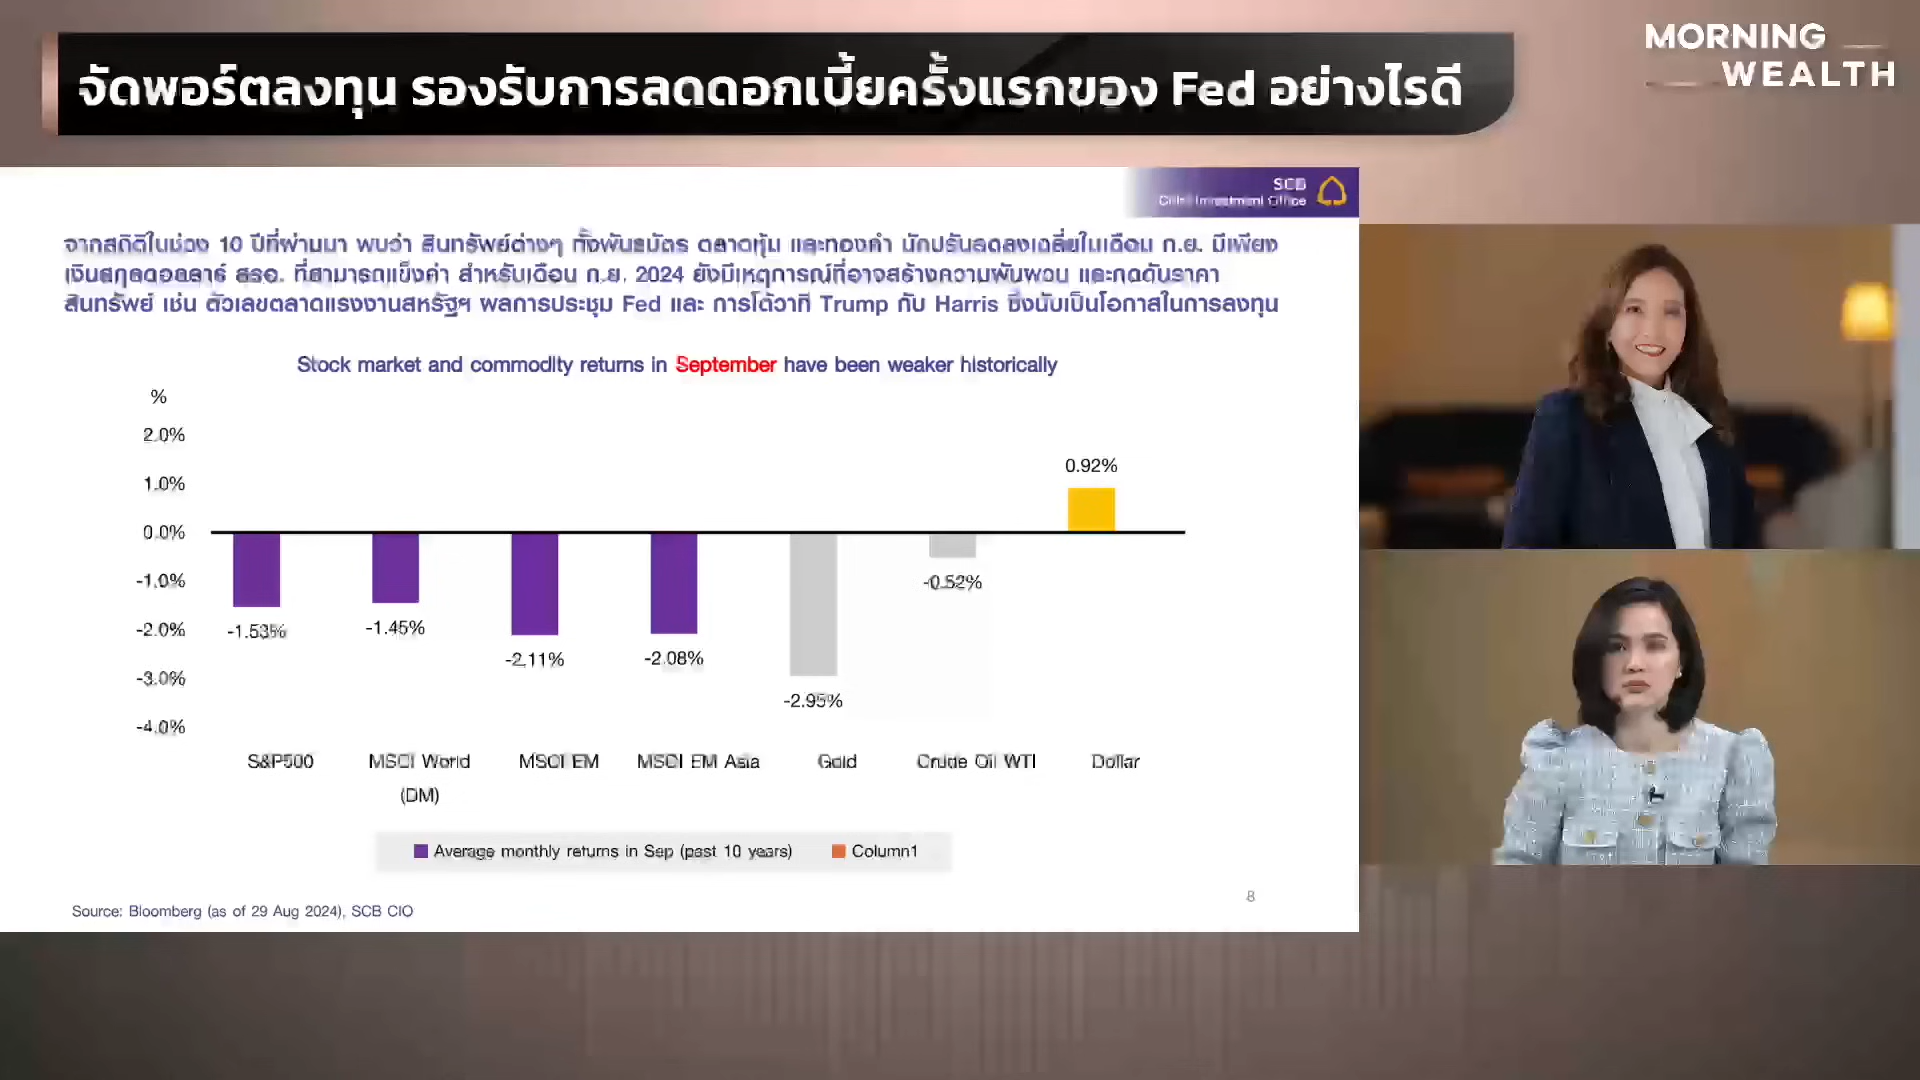 จัดพอร์ตลงทุน รองรับการลดดอกเบี้ยครั้งแรกของ Fed อย่างไรดี
MORNING
WEALTH
SCB
Chief Investment Office
จากสถิติในช่วง 10 ปีที่ผ่านมา พบว่า สินทรัพย์ต่างๆ ทั้งพันธบัตร ตลาดหุ้น และทองคำ มักปรับลดลงเฉลี่ยในเดือน ก.ย. มีเพียง
เงินสกุลดอลลาร์ สรอ. ที่สามารถแข็งค่า สำหรับเดือน ก.ย. 2024 ยังมีเหตุการณ์ที่อาจสร้างความผันผวน และกดดันราคา
สินทรัพย์ เช่น ตัวเลขตลาดแรงงานสหรัฐฯ ผลการประชุม Fed และ การโต้วาที Trump กับ Harris ซึ่งนับเป็นโอกาสในการลงทุน
Stock market and commodity returns in September have been weaker historically
%
2.0%
1.0%
0.0%
-1.0%
-2.0%
-3.0%
-4.0%
-1.53%
-1.45%
-2.11%
-2.08%
-2.95%
-0.52%
0.92%
S&P500
MSCI World
(DM)
MSCI EM
MSCI EM Asia
Gold
Crude Oil WTI
Dollar
Average monthly returns in Sep (past 10 years)
Column1
Source: Bloomberg (as of 29 Aug 2024), SCB CIO
8